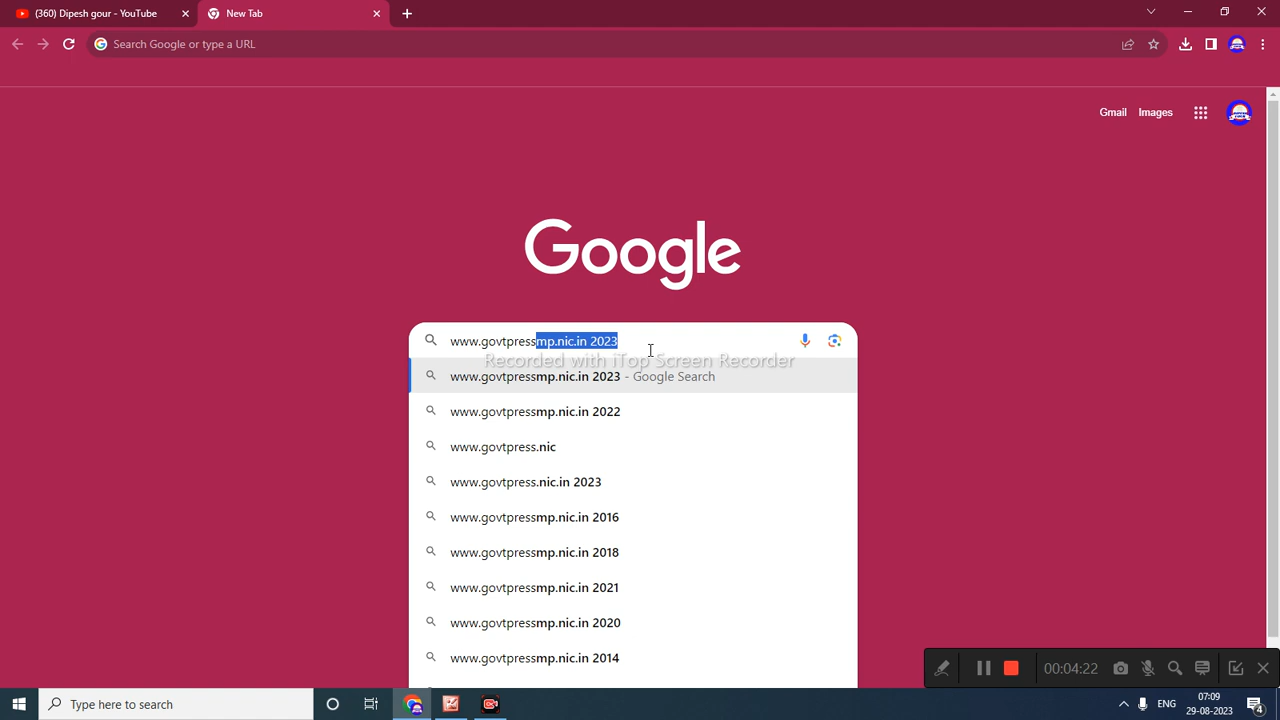 (360) Dipesh gour - YouTube
New Tab
Search Google or type a URL
Gmail
Images
Google
www.govtpressmp.nic.in 2023
Recorded with iTop Screen Recorder
www.govtpressmp.nic.in 2023 - Google Search
www.govtpressmp.nic.in 2022
www.govtpress.nic
www.govtpress.nic.in 2023
www.govtpressmp.nic.in 2016
www.govtpressmp.nic.in 2018
www.govtpressmp.nic.in 2021
www.govtpressmp.nic.in 2020
www.govtpressmp.nic.in 2014
00:04:22
Type here to search
ENG
07:09
29-08-2023
4